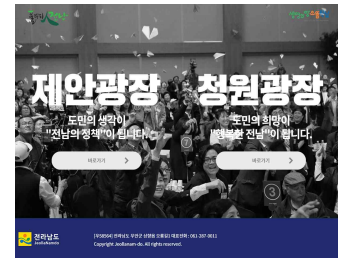 제안광장
도민의 생각이
"전남의 정책"이 됩니다.
바로가기
청원광장
도민의 희망이
"행복한 전남"이 됩니다.
바로가기
전라남도
JeollaNamdo
Copyright Jeollanam-do. All rights reserved.